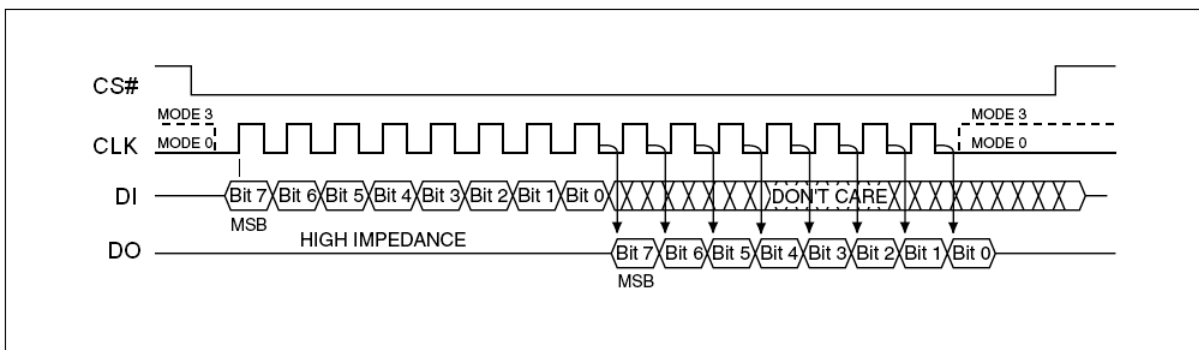 CS#
MODE 3 MODE 3
CLK MODE 0 MODE 0
DI Bit 7 Bit 6 Bit 5 Bit 4 Bit 3 Bit 2 Bit 1 Bit 0 DON'T CARE
MSB
HIGH IMPEDANCE
DO Bit 7 Bit 6 Bit 5 Bit 4 Bit 3 Bit 2 Bit 1 Bit 0
MSB